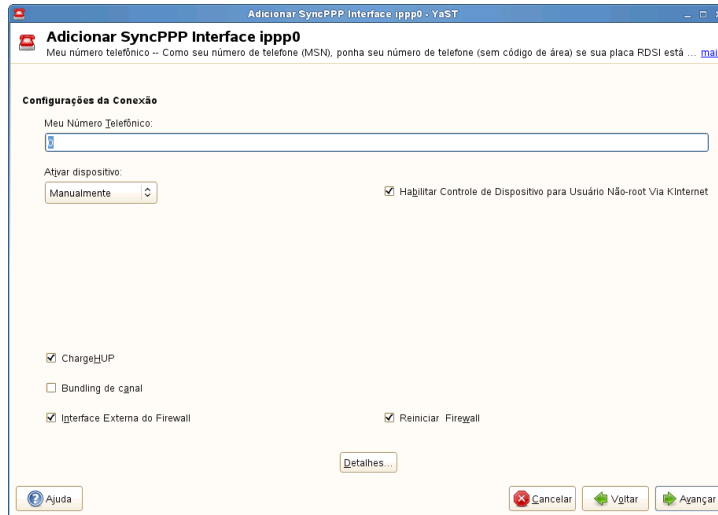 Adicionar SyncPPP Interface ippp0 - YaST
Adicionar SyncPPP Interface ippp0
Meu número telefônico -- Como seu número de telefone (MSN), ponha seu número de telefone (sem código de área) se sua placa RDSI está ... mai
Configurações da Conexão
Meu Número Telefônico:
0
Ativar dispositivo:
Manualmente
Habilitar Controle de Dispositivo para Usuário Não-root Via KInternet
ChargeHUP
Bundling de canal
Interface Externa do Firewall
Reiniciar Firewall
Detalhes...
Ajuda
Cancelar
Voltar
Avançar